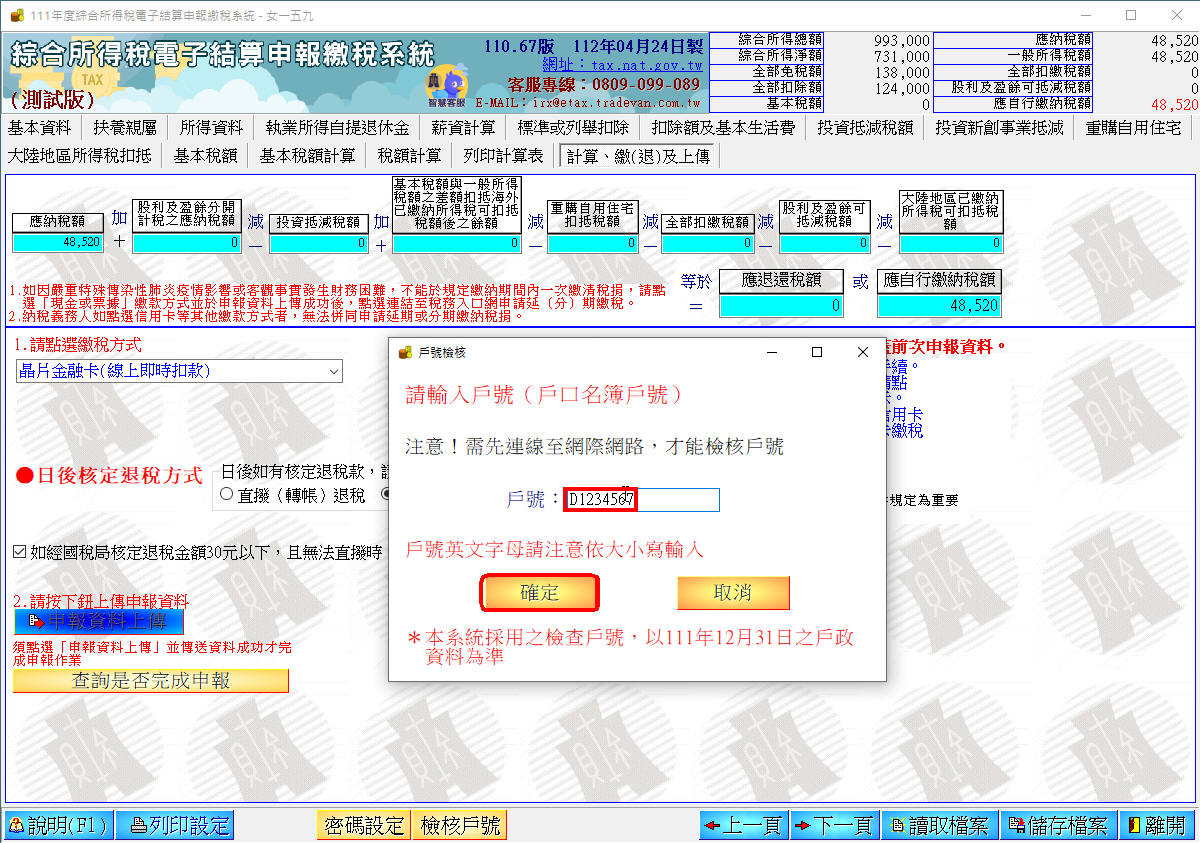 111年度綜合所得稅電子結算申報繳稅系統 - 女一五九
綜合所得稅電子結算申報繳稅系統
TAX
(測試版)
110.67版 112年04月24日製
網址：tax.nat.gov.tw
客服專線：0809-099-089
E-MAIL：irx@etax.tradevan.com.tw
智慧客服
綜合所得總額 993,000 應納稅額 48,520
綜合所得淨額 731,000 一般所得稅額 48,520
全部免稅額 138,000 全部扣繳稅額 0
全部扣除額 124,000 股利及盈餘可抵減稅額 0
基本稅額 0 應自行繳納稅額 48,520
基本資料 扶養親屬 所得資料 執業所得自提退休金 薪資計算 標準或列舉扣除 扣除額及基本生活費 投資抵減稅額 投資新創事業抵減 重購自用住宅
大陸地區所得稅扣抵 基本稅額 基本稅額計算 稅額計算 列印計算表 計算、繳(退)及上傳
應納稅額
48,520
加
＋
股利及盈餘分開
計稅之應納稅額
0
減
－
投資抵減稅額
0
加
＋
基本稅額與一般所得
稅額之差額扣抵海外
已繳納所得稅可扣抵
稅額後之餘額
0
減
－
重購自用住宅
扣抵稅額
0
減
－
全部扣繳稅額
0
減
－
股利及盈餘可
抵減稅額
0
減
－
大陸地區已繳納
所得稅可扣抵稅
額
0
等於
＝
應退還稅額
0
或
應自行繳納稅額
48,520
1.如因嚴重特殊傳染性肺炎疫情影響或客觀事實發生財務困難，不能於規定繳納期間內一次繳清稅捐，請點
選「現金或票據」繳款方式並於申報資料上傳成功後，點選連結至稅務入口網申請延（分）期繳稅。
2.納稅義務人如點選信用卡等其他繳款方式者，無法併同申請延期或分期繳納稅捐。
1.請點選繳稅方式
晶片金融卡(線上即時扣款)
前次申報資料。
手續。
請點
信用卡
繳稅
●日後核定退稅方式
日後如有核定退稅款，
直撥（轉帳）退稅
規定為重要
如經國稅局核定退稅金額30元以下，且無法直撥時
2.請按下鈕上傳申報資料
申報資料上傳
須點選「申報資料上傳」並傳送資料成功才完
成申報作業
查詢是否完成申報
戶號檢核
請輸入戶號（戶口名簿戶號）
注意！需先連線至網際網路，才能檢核戶號
戶號：D1234567
戶號英文字母請注意依大小寫輸入
確定 取消
＊本系統採用之檢查戶號，以111年12月31日之戶政
資料為準
說明(F1) 列印設定 密碼設定 檢核戶號 上一頁 下一頁 讀取檔案 儲存檔案 離開